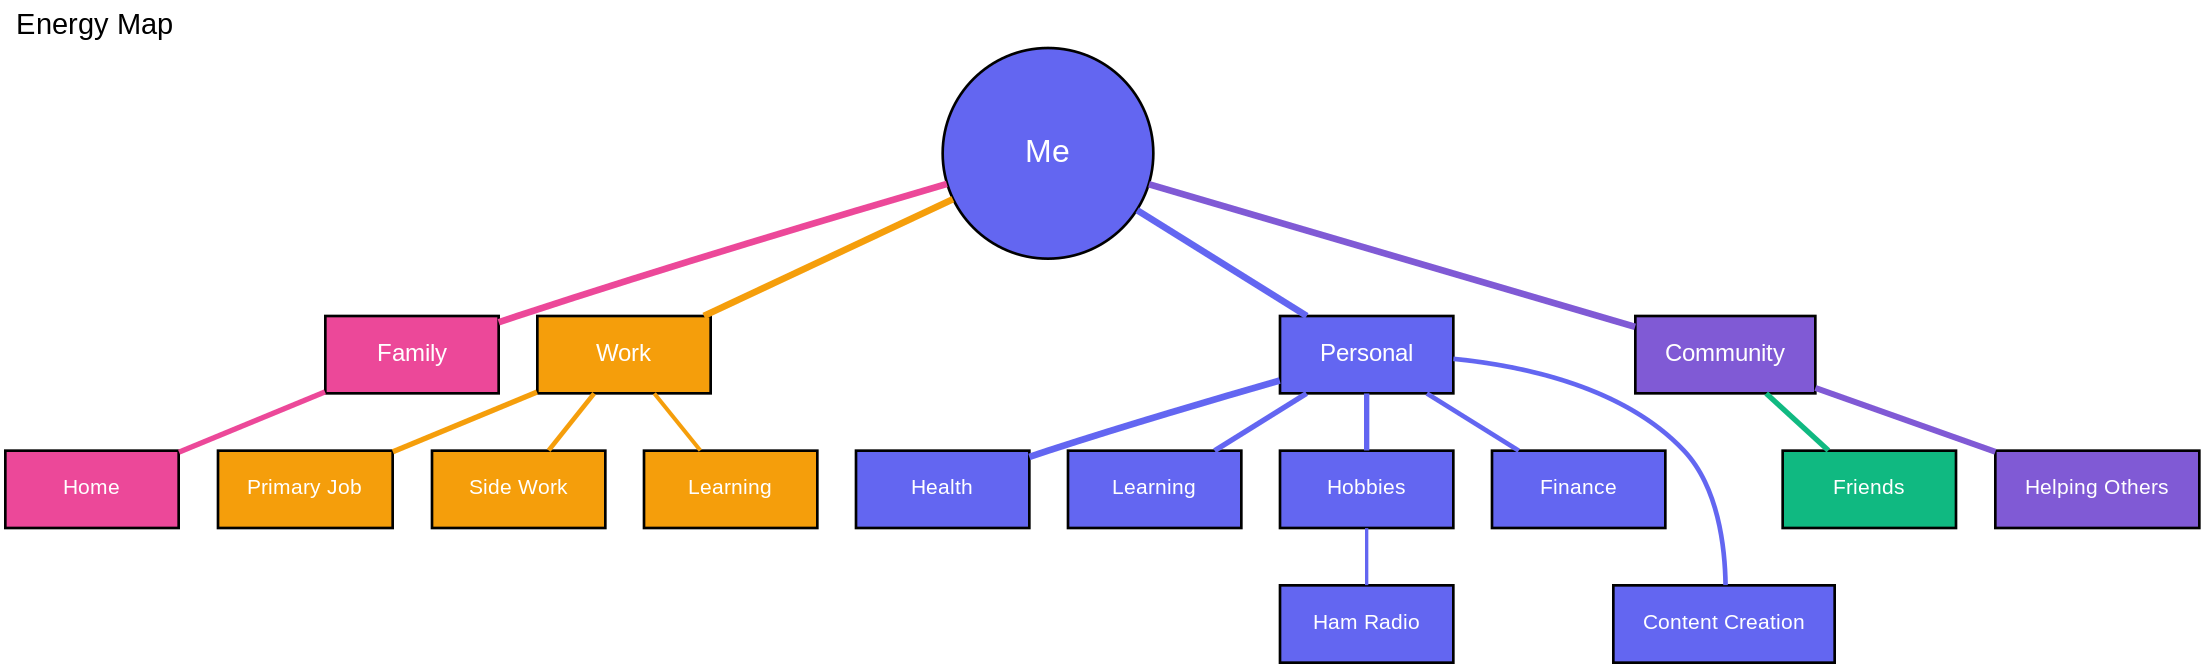 Energy Map
Me
Family
Work
Personal
Community
Home
Primary Job
Side Work
Learning
Health
Learning
Hobbies
Finance
Friends
Helping Others
Ham Radio
Content Creation